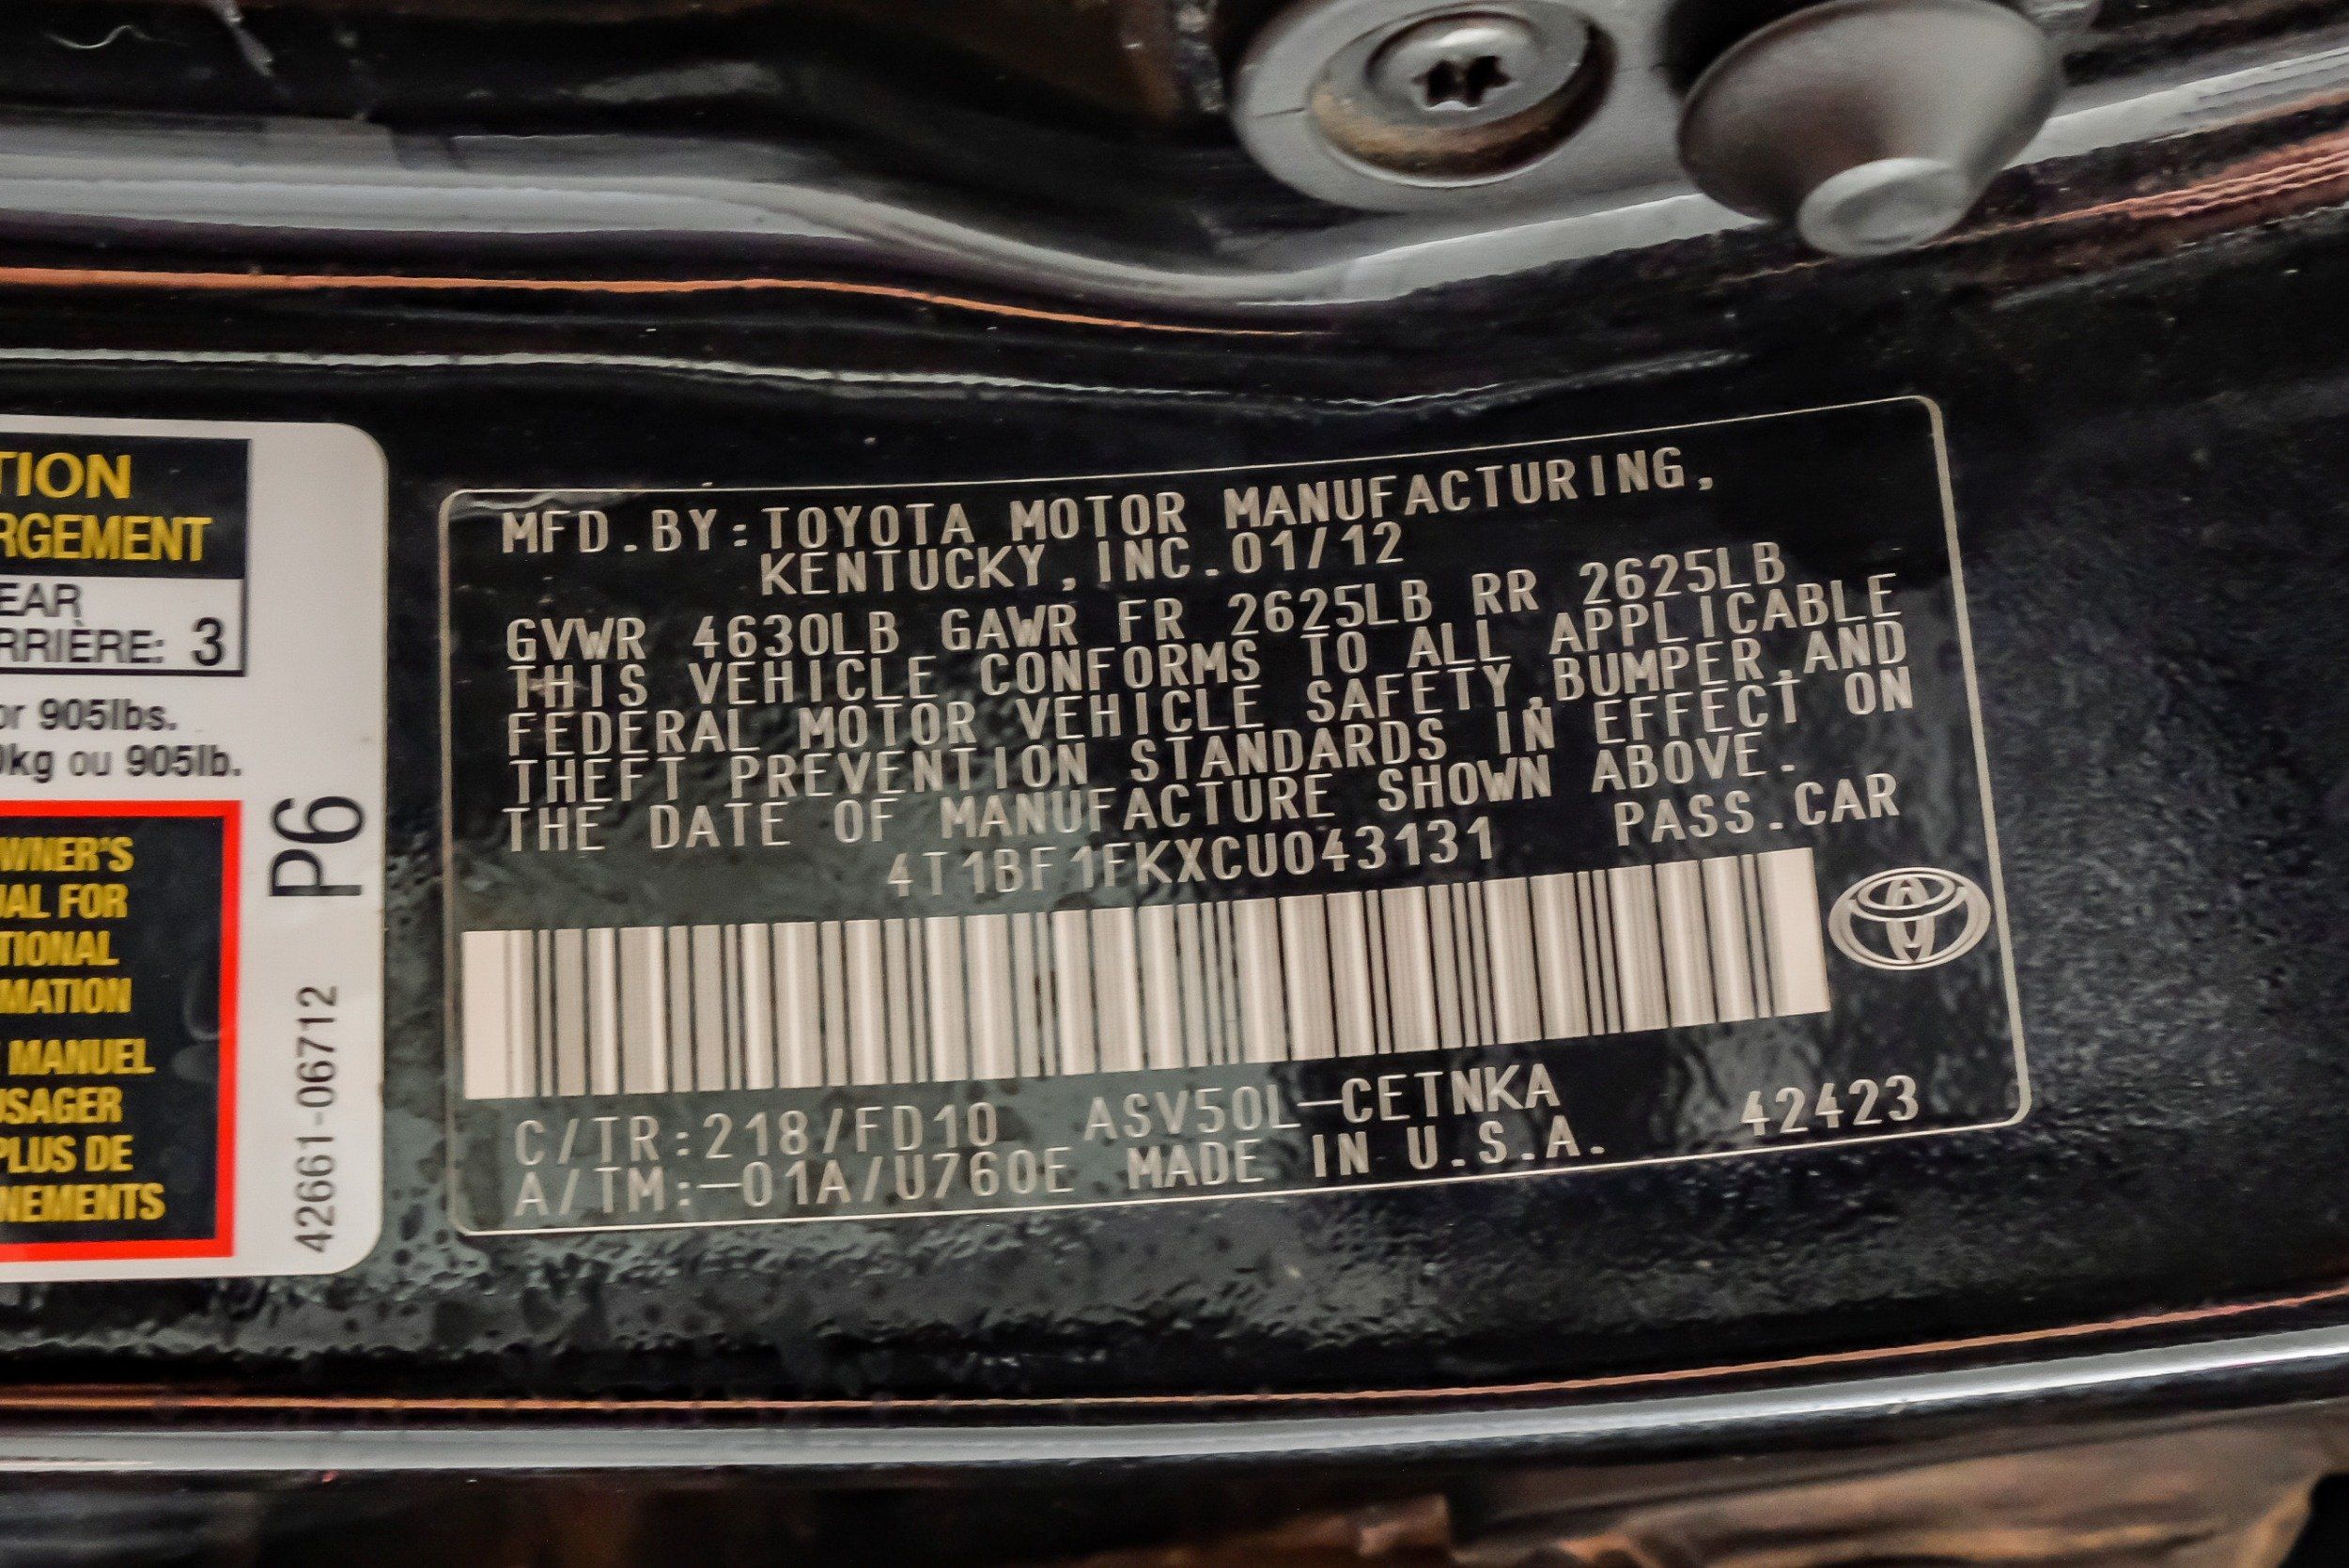 TION
RGEMENT
EAR
RRIÈRE: 3
or 905lbs.
0kg ou 905lb.
WNER'S
UAL FOR
TIONAL
MATION
MANUEL
USAGER
PLUS DE
NEMENTS
P6
42661-06712
MFD.BY:TOYOTA MOTOR MANUFACTURING,
KENTUCKY,INC.01/12
GVWR 4630LB GAWR FR 2625LB RR 2625LB
THIS VEHICLE CONFORMS TO ALL APPLICABLE
FEDERAL MOTOR VEHICLE SAFETY,BUMPER,AND
THEFT PREVENTION STANDARDS IN EFFECT ON
THE DATE OF MANUFACTURE SHOWN ABOVE.
4T1BF1FKXCU043131 PASS.CAR
C/TR:218/FD10 ASV50L-CETNKA
A/TM:-01A/U760E MADE IN U.S.A. 42423